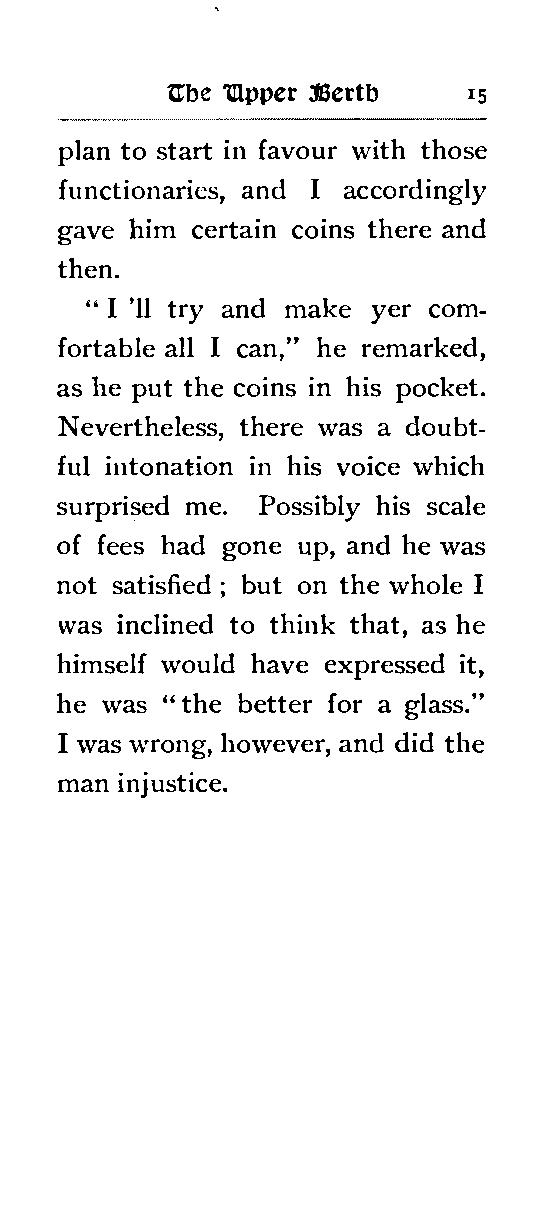 The Upper Berth 15
plan to start in favour with those
functionaries, and I accordingly
gave him certain coins there and
then.
“I ’ll try and make yer com-
fortable all I can,” he remarked,
as he put the coins in his pocket.
Nevertheless, there was a doubt-
ful intonation in his voice which
surprised me. Possibly his scale
of fees had gone up, and he was
not satisfied ; but on the whole I
was inclined to think that, as he
himself would have expressed it,
he was “the better for a glass.”
I was wrong, however, and did the
man injustice.